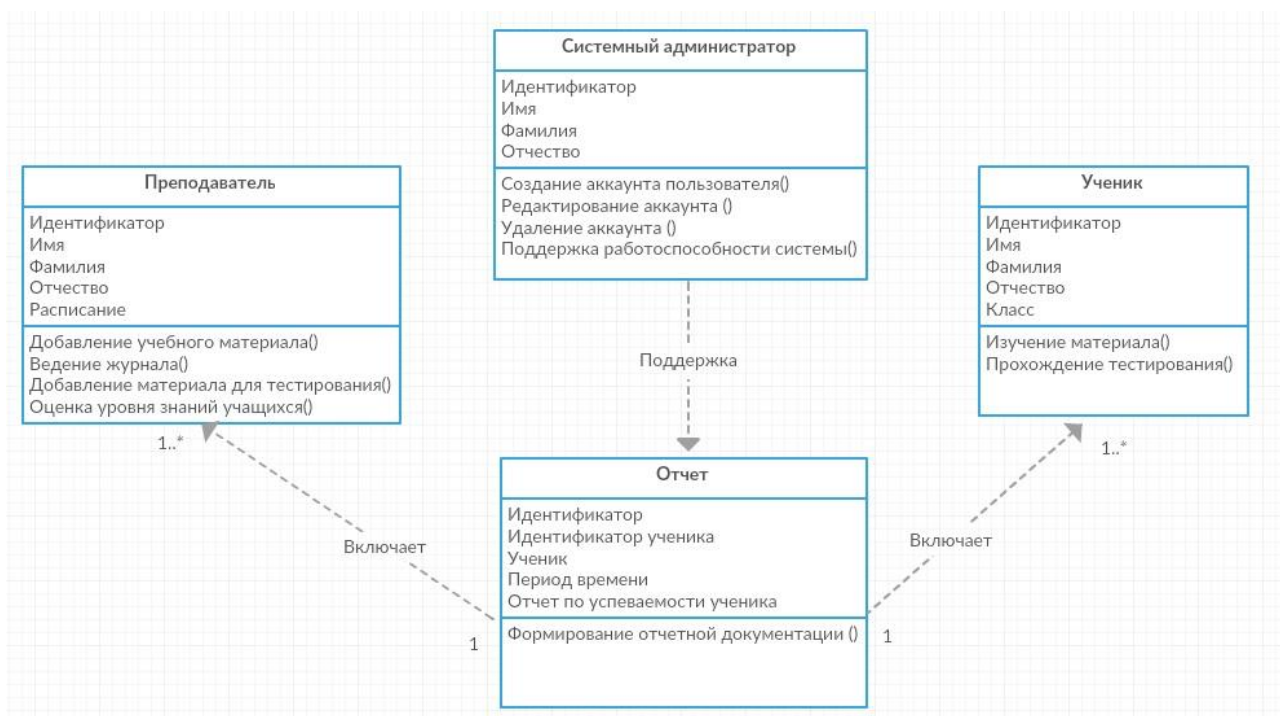 Системный администратор
Идентификатор
Имя
Фамилия
Отчество
Создание аккаунта пользователя()
Редактирование аккаунта ()
Удаление аккаунта ()
Поддержка работоспособности системы()
Преподаватель
Идентификатор
Имя
Фамилия
Отчество
Расписание
Добавление учебного материала()
Ведение журнала()
Добавление материала для тестирования()
Оценка уровня знаний учащихся()
Ученик
Идентификатор
Имя
Фамилия
Отчество
Класс
Изучение материала()
Прохождение тестирования()
Поддержка
1..*
1..*
Включает
Включает
1
1
Отчет
Идентификатор
Идентификатор ученика
Ученик
Период времени
Отчет по успеваемости ученика
Формирование отчетной документации ()